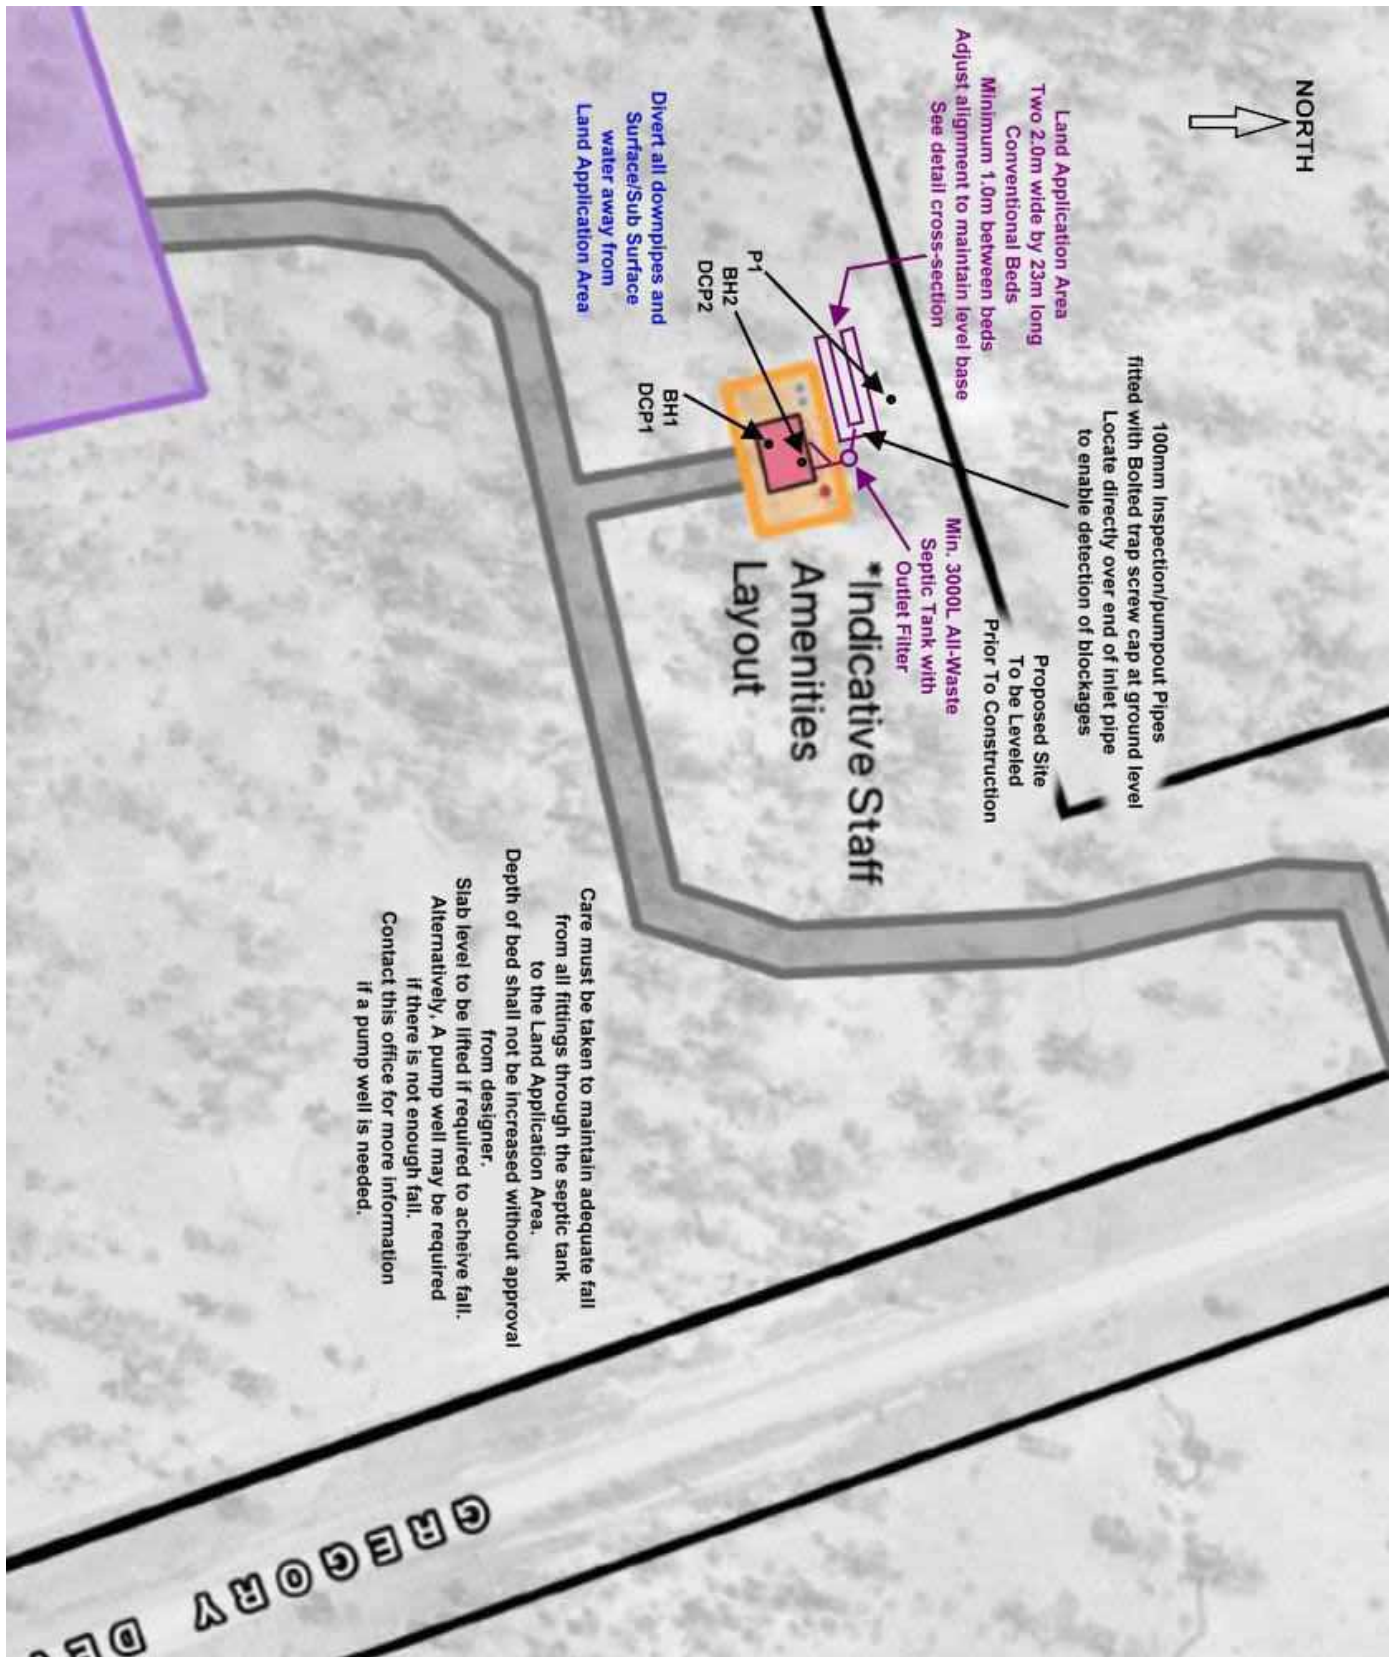 NORTH
Land Application Area
Two 2.0m wide by 23m long
Conventional Beds
Minimum 1.0m between beds
Adjust alignment to maintain level base
See detail cross-section
100mm Inspection/pumpout Pipes
fitted with Bolted trap screw cap at ground level
Locate directly over end of inlet pipe
to enable detection of blockages
Divert all downpipes and
Surface/Sub Surface
water away from
Land Application Area
P1
BH2
DCP2
BH1
DCP1
Proposed Site
To be Leveled
Prior To Construction
Min. 3000L All-Waste
Septic Tank with
Outlet Filter
*Indicative Staff
Amenities
Layout
Care must be taken to maintain adequate fall
from all fittings through the septic tank
to the Land Application Area.
Depth of bed shall not be increased without approval
from designer.
Slab level to be lifted if required to acheive fall.
Alternatively, A pump well may be required
if there is not enough fall.
Contact this office for more information
if a pump well is needed.
GREGORY DE